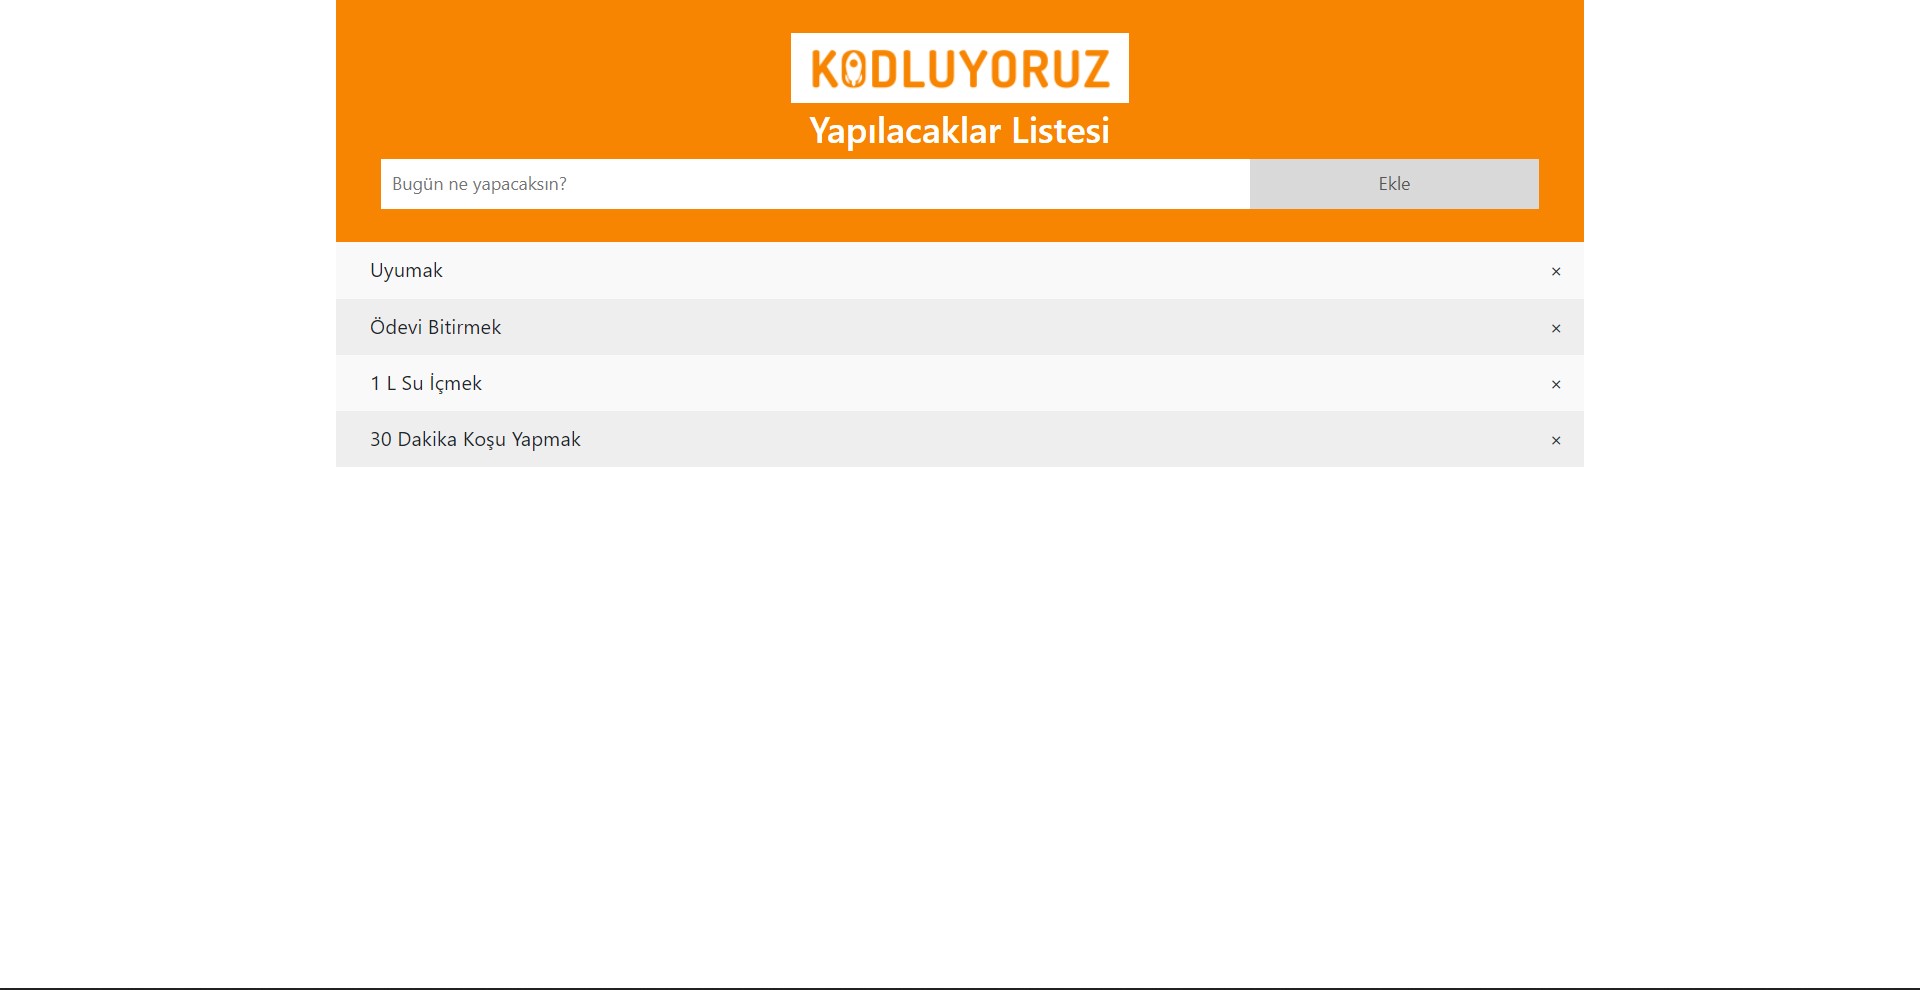 KODLUYORUZ
Yapılacaklar Listesi
Bugün ne yapacaksın?
Ekle
Uyumak ×
Ödevi Bitirmek ×
1 L Su İçmek ×
30 Dakika Koşu Yapmak ×